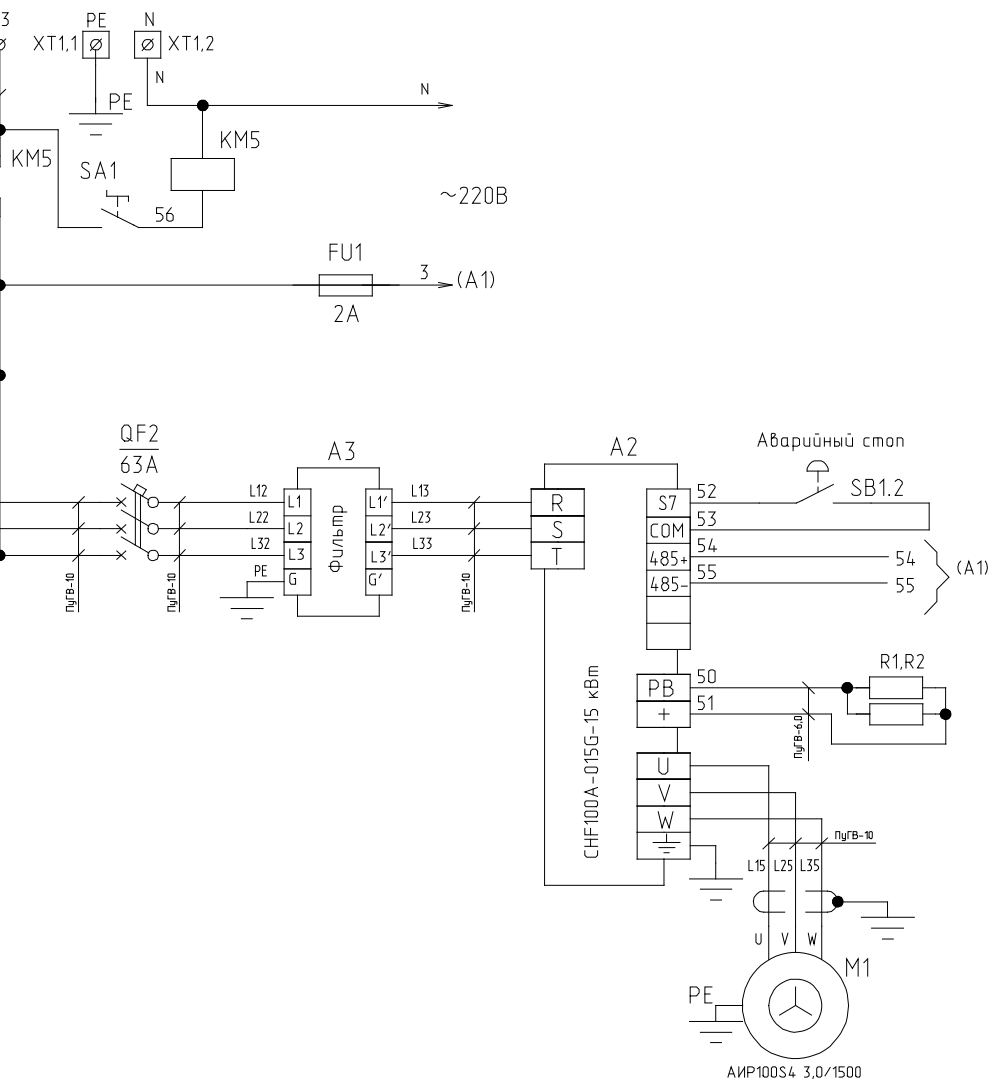 3
PE
N
XT1,1
XT1,2
N
PE
N
KM5
KM5
SA1
56
~220В
FU1
3
(A1)
2А
QF2
63А
A3
A2
Аварийный стоп
SB1.2
L12
L1
L1'
L13
R
S7
52
L22
L2
L2'
L23
S
COM
53
L32
L3
L3'
L33
T
485+
54
54
PE
G
G'
485-
55
55
(A1)
Фильтр
ПуГВ-10
ПуГВ-10
ПуГВ-10
R1,R2
PB
50
+
51
ПуГВ-6,0
CHF100A-015G-15 кВт
U
V
W
ПуГВ-10
L15
L25
L35
U
V
W
M1
PE
АИР100S4 3,0/1500